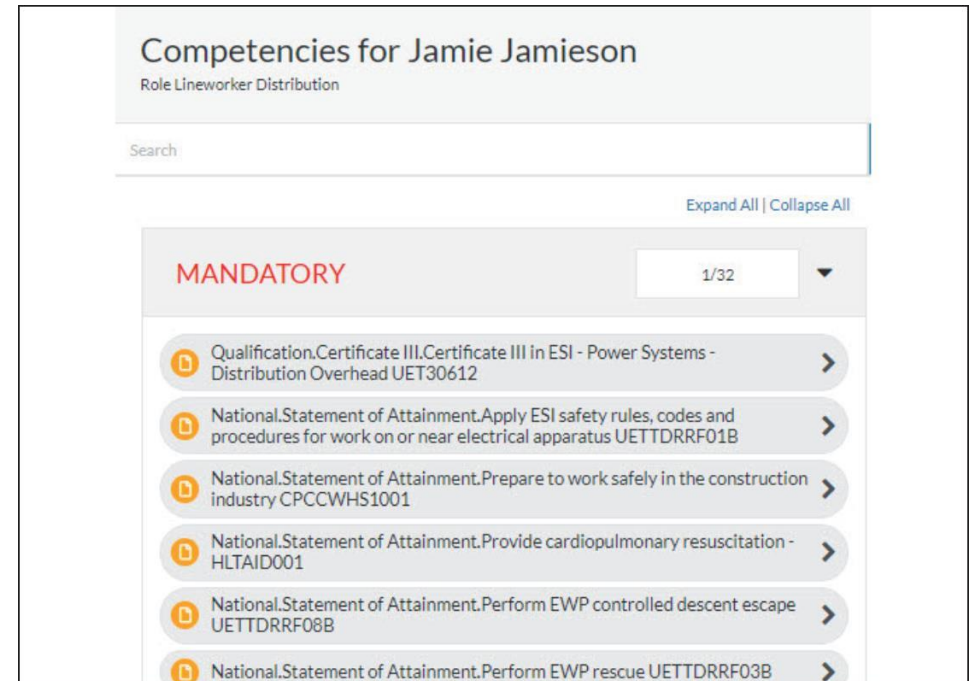 Competencies for Jamie Jamieson
Role Lineworker Distribution
Search
Expand All | Collapse All
MANDATORY
1/32
Qualification.Certificate III.Certificate III in ESI - Power Systems -
Distribution Overhead UET30612
National.Statement of Attainment.Apply ESI safety rules, codes and
procedures for work on or near electrical apparatus UETTDRRF01B
National.Statement of Attainment.Prepare to work safely in the construction
industry CPCCWHS1001
National.Statement of Attainment.Provide cardiopulmonary resuscitation -
HLTAID001
National.Statement of Attainment.Perform EWP controlled descent escape
UETTDRRF08B
National.Statement of Attainment.Perform EWP rescue UETTDRRF03B